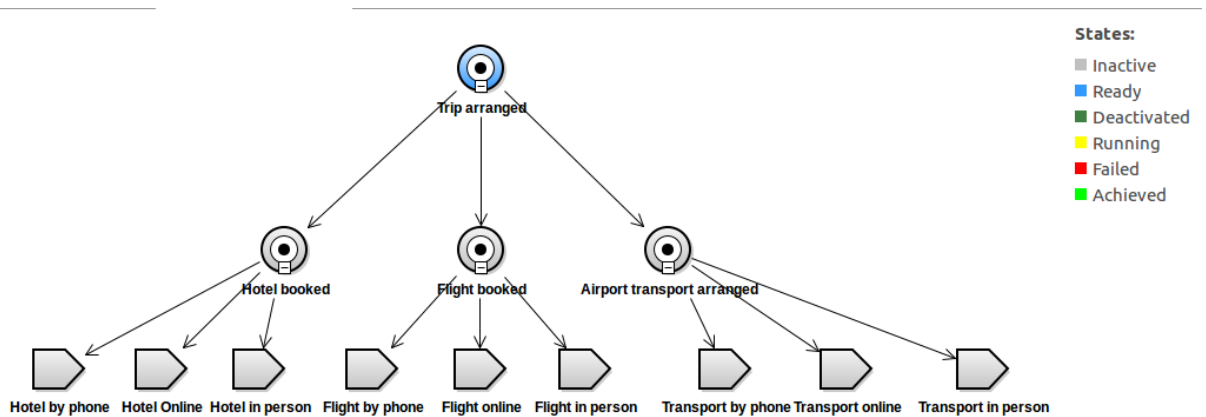 States:
Inactive
Ready
Deactivated
Running
Failed
Achieved
Trip arranged
Hotel booked
Flight booked
Airport transport arranged
Hotel by phone
Hotel Online
Hotel in person
Flight by phone
Flight online
Flight in person
Transport by phone
Transport online
Transport in person